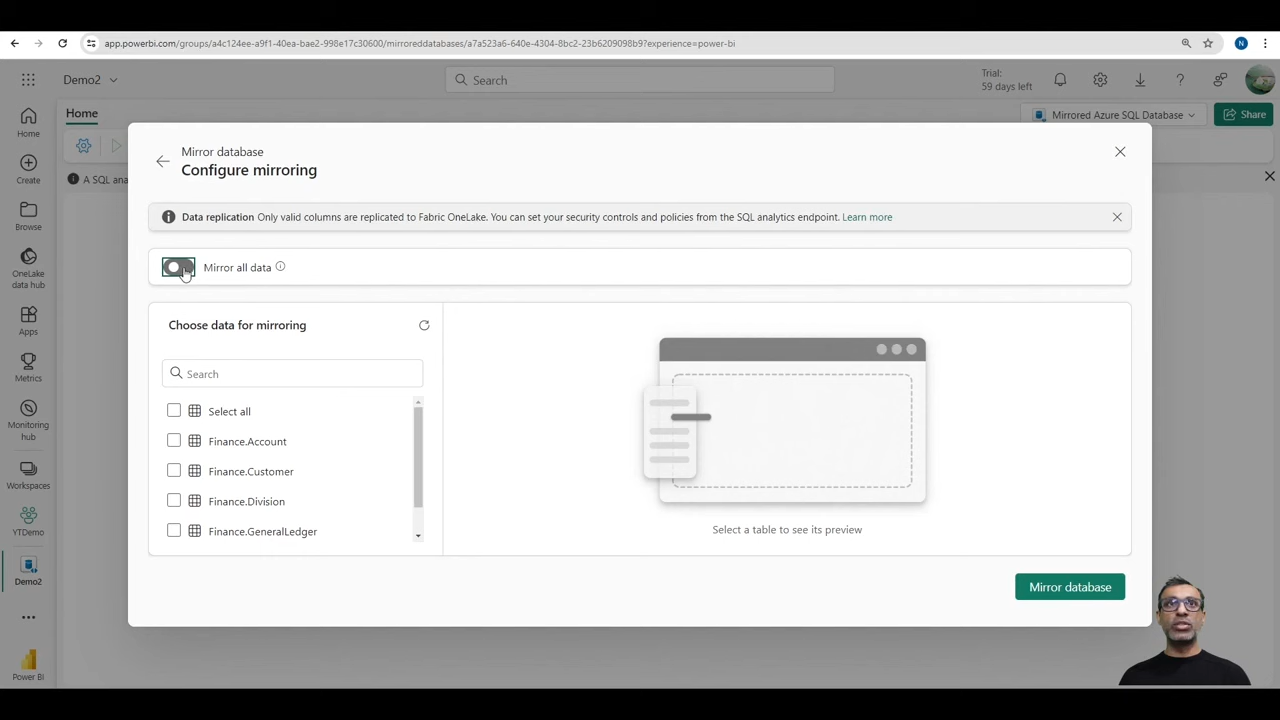 app.powerbi.com/groups/a4c124ee-a9f1-40ea-bae2-998e17c30600/mirroreddatabases/a7a523a6-640e-4304-8bc2-23b6209098b9?experience=power-bi
N
Demo2
Search
Trial:
59 days left
Home
Mirrored Azure SQL Database
Share
A SQL ana
Home
Create
Browse
OneLake
data hub
Apps
Metrics
Monitoring
hub
Workspaces
YTDemo
Demo2
Power BI
Mirror database
Configure mirroring
Data replication Only valid columns are replicated to Fabric OneLake. You can set your security controls and policies from the SQL analytics endpoint. Learn more
Mirror all data
Choose data for mirroring
Search
Select all
Finance.Account
Finance.Customer
Finance.Division
Finance.GeneralLedger
Select a table to see its preview
Mirror database